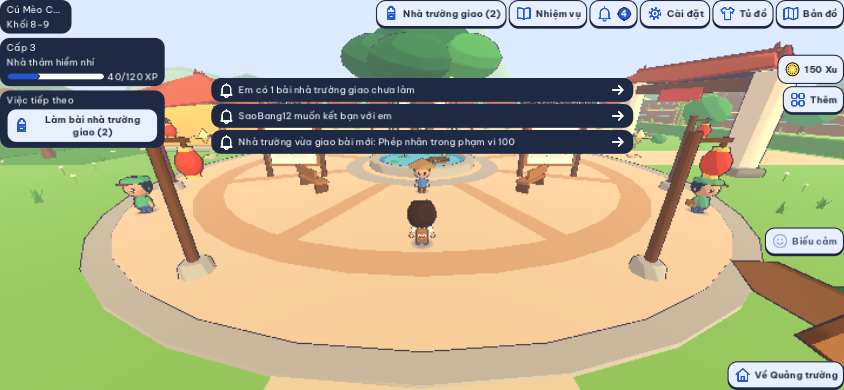 Cú Mèo C...
Khối 8-9
Nhà trường giao (2)
Nhiệm vụ
4
Cài đặt
Tủ đồ
Bản đồ
Cấp 3
Nhà thám hiểm nhí
40/120 XP
150 Xu
Thêm
Việc tiếp theo
Làm bài nhà trường
giao (2)
Em có 1 bài nhà trường giao chưa làm
SaoBang12 muốn kết bạn với em
Nhà trường vừa giao bài mới: Phép nhân trong phạm vi 100
Biểu cảm
Về Quảng trường